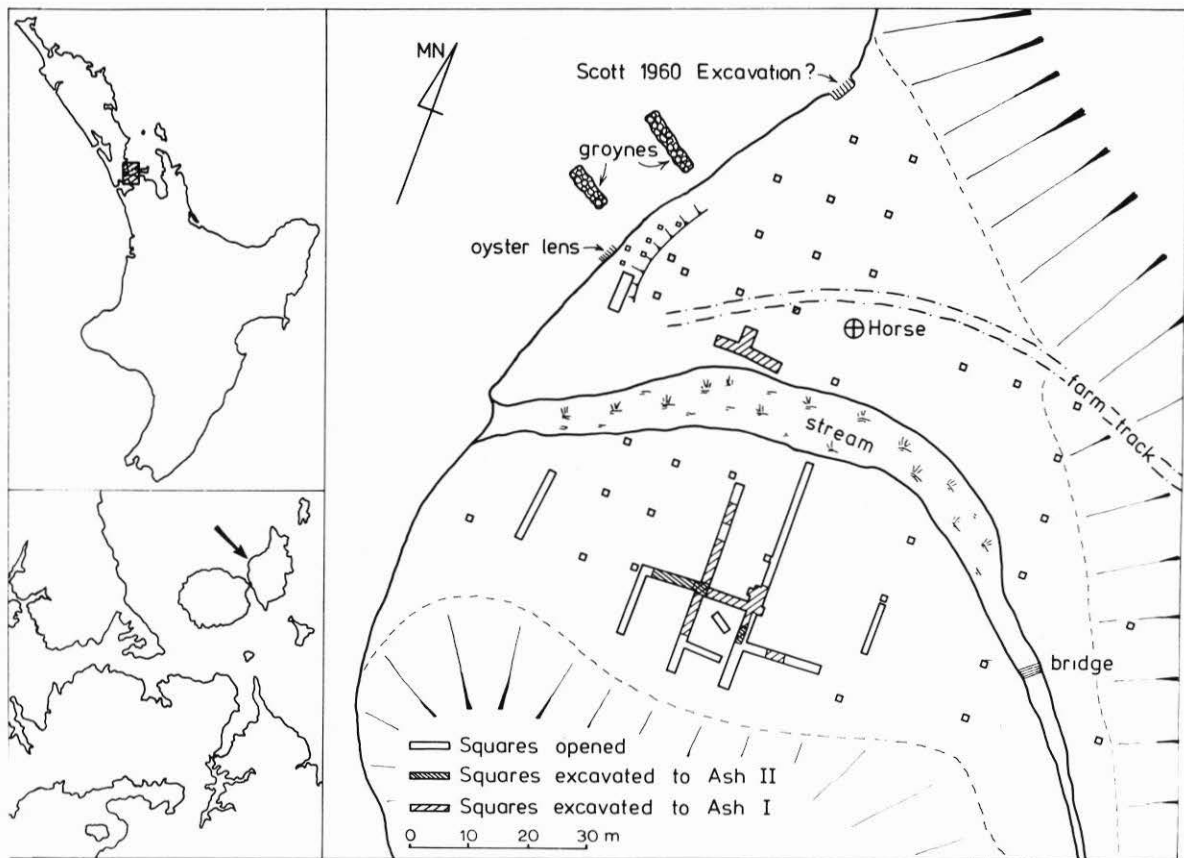 MN
Scott 1960 Excavation?
groynes
oyster lens
Horse
farm track
stream
bridge
Squares opened
Squares excavated to Ash II
Squares excavated to Ash I
0 10 20 30 m